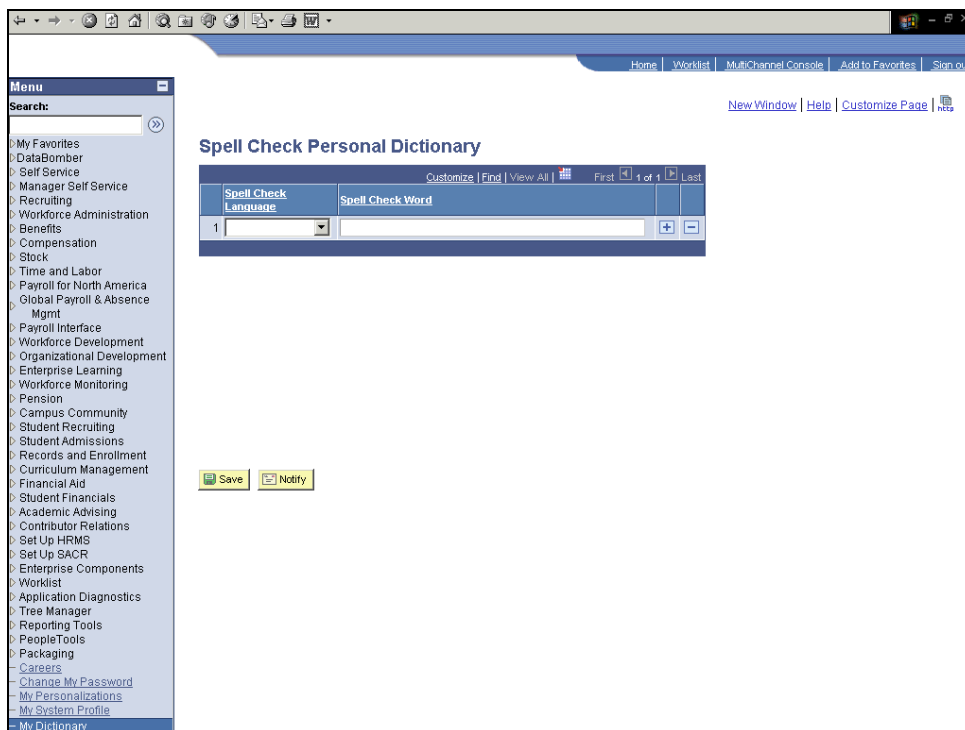 Home | Worklist | MultiChannel Console | Add to Favorites | Sign ou
Menu
Search:
New Window | Help | Customize Page | http
My Favorites
DataBomber
Self Service
Manager Self Service
Recruiting
Workforce Administration
Benefits
Compensation
Stock
Time and Labor
Payroll for North America
Global Payroll & Absence
Mgmt
Payroll Interface
Workforce Development
Organizational Development
Enterprise Learning
Workforce Monitoring
Pension
Campus Community
Student Recruiting
Student Admissions
Records and Enrollment
Curriculum Management
Financial Aid
Student Financials
Academic Advising
Contributor Relations
Set Up HRMS
Set Up SACR
Enterprise Components
Worklist
Application Diagnostics
Tree Manager
Reporting Tools
PeopleTools
Packaging
Careers
Change My Password
My Personalizations
My System Profile
My Dictionary
Spell Check Personal Dictionary
Customize | Find | View All | First 1 of 1 Last
Spell Check
Language
Spell Check Word
1
Save Notify